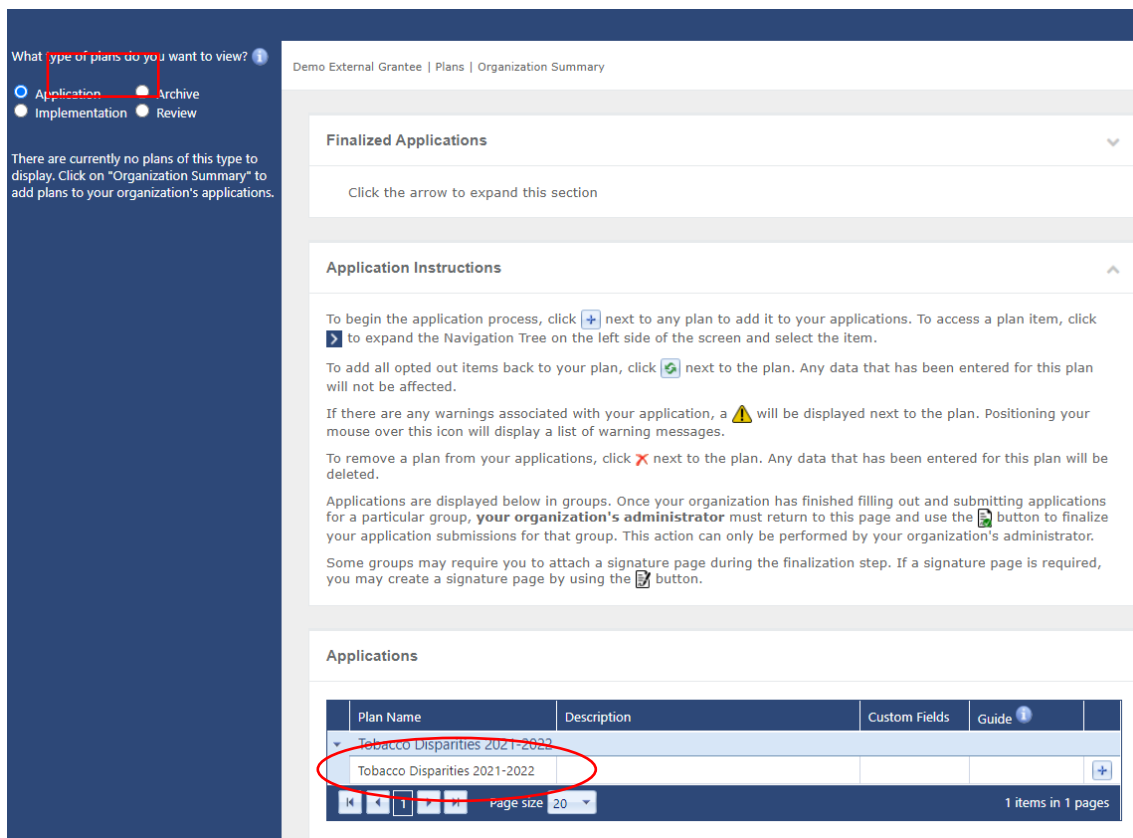 What type of plans do you want to view?
Application Archive
Implementation Review
There are currently no plans of this type to
display. Click on "Organization Summary" to
add plans to your organization's applications.
Demo External Grantee | Plans | Organization Summary
Finalized Applications
Click the arrow to expand this section
Application Instructions
To begin the application process, click next to any plan to add it to your applications. To access a plan item, click
to expand the Navigation Tree on the left side of the screen and select the item.
To add all opted out items back to your plan, click next to the plan. Any data that has been entered for this plan
will not be affected.
If there are any warnings associated with your application, a will be displayed next to the plan. Positioning your
mouse over this icon will display a list of warning messages.
To remove a plan from your applications, click next to the plan. Any data that has been entered for this plan will be
deleted.
Applications are displayed below in groups. Once your organization has finished filling out and submitting applications
for a particular group, your organization's administrator must return to this page and use the button to finalize
your application submissions for that group. This action can only be performed by your organization's administrator.
Some groups may require you to attach a signature page during the finalization step. If a signature page is required,
you may create a signature page by using the button.
Applications
Plan Name Description Custom Fields Guide
Tobacco Disparities 2021-2022
Tobacco Disparities 2021-2022
1 Page size 20 1 items in 1 pages